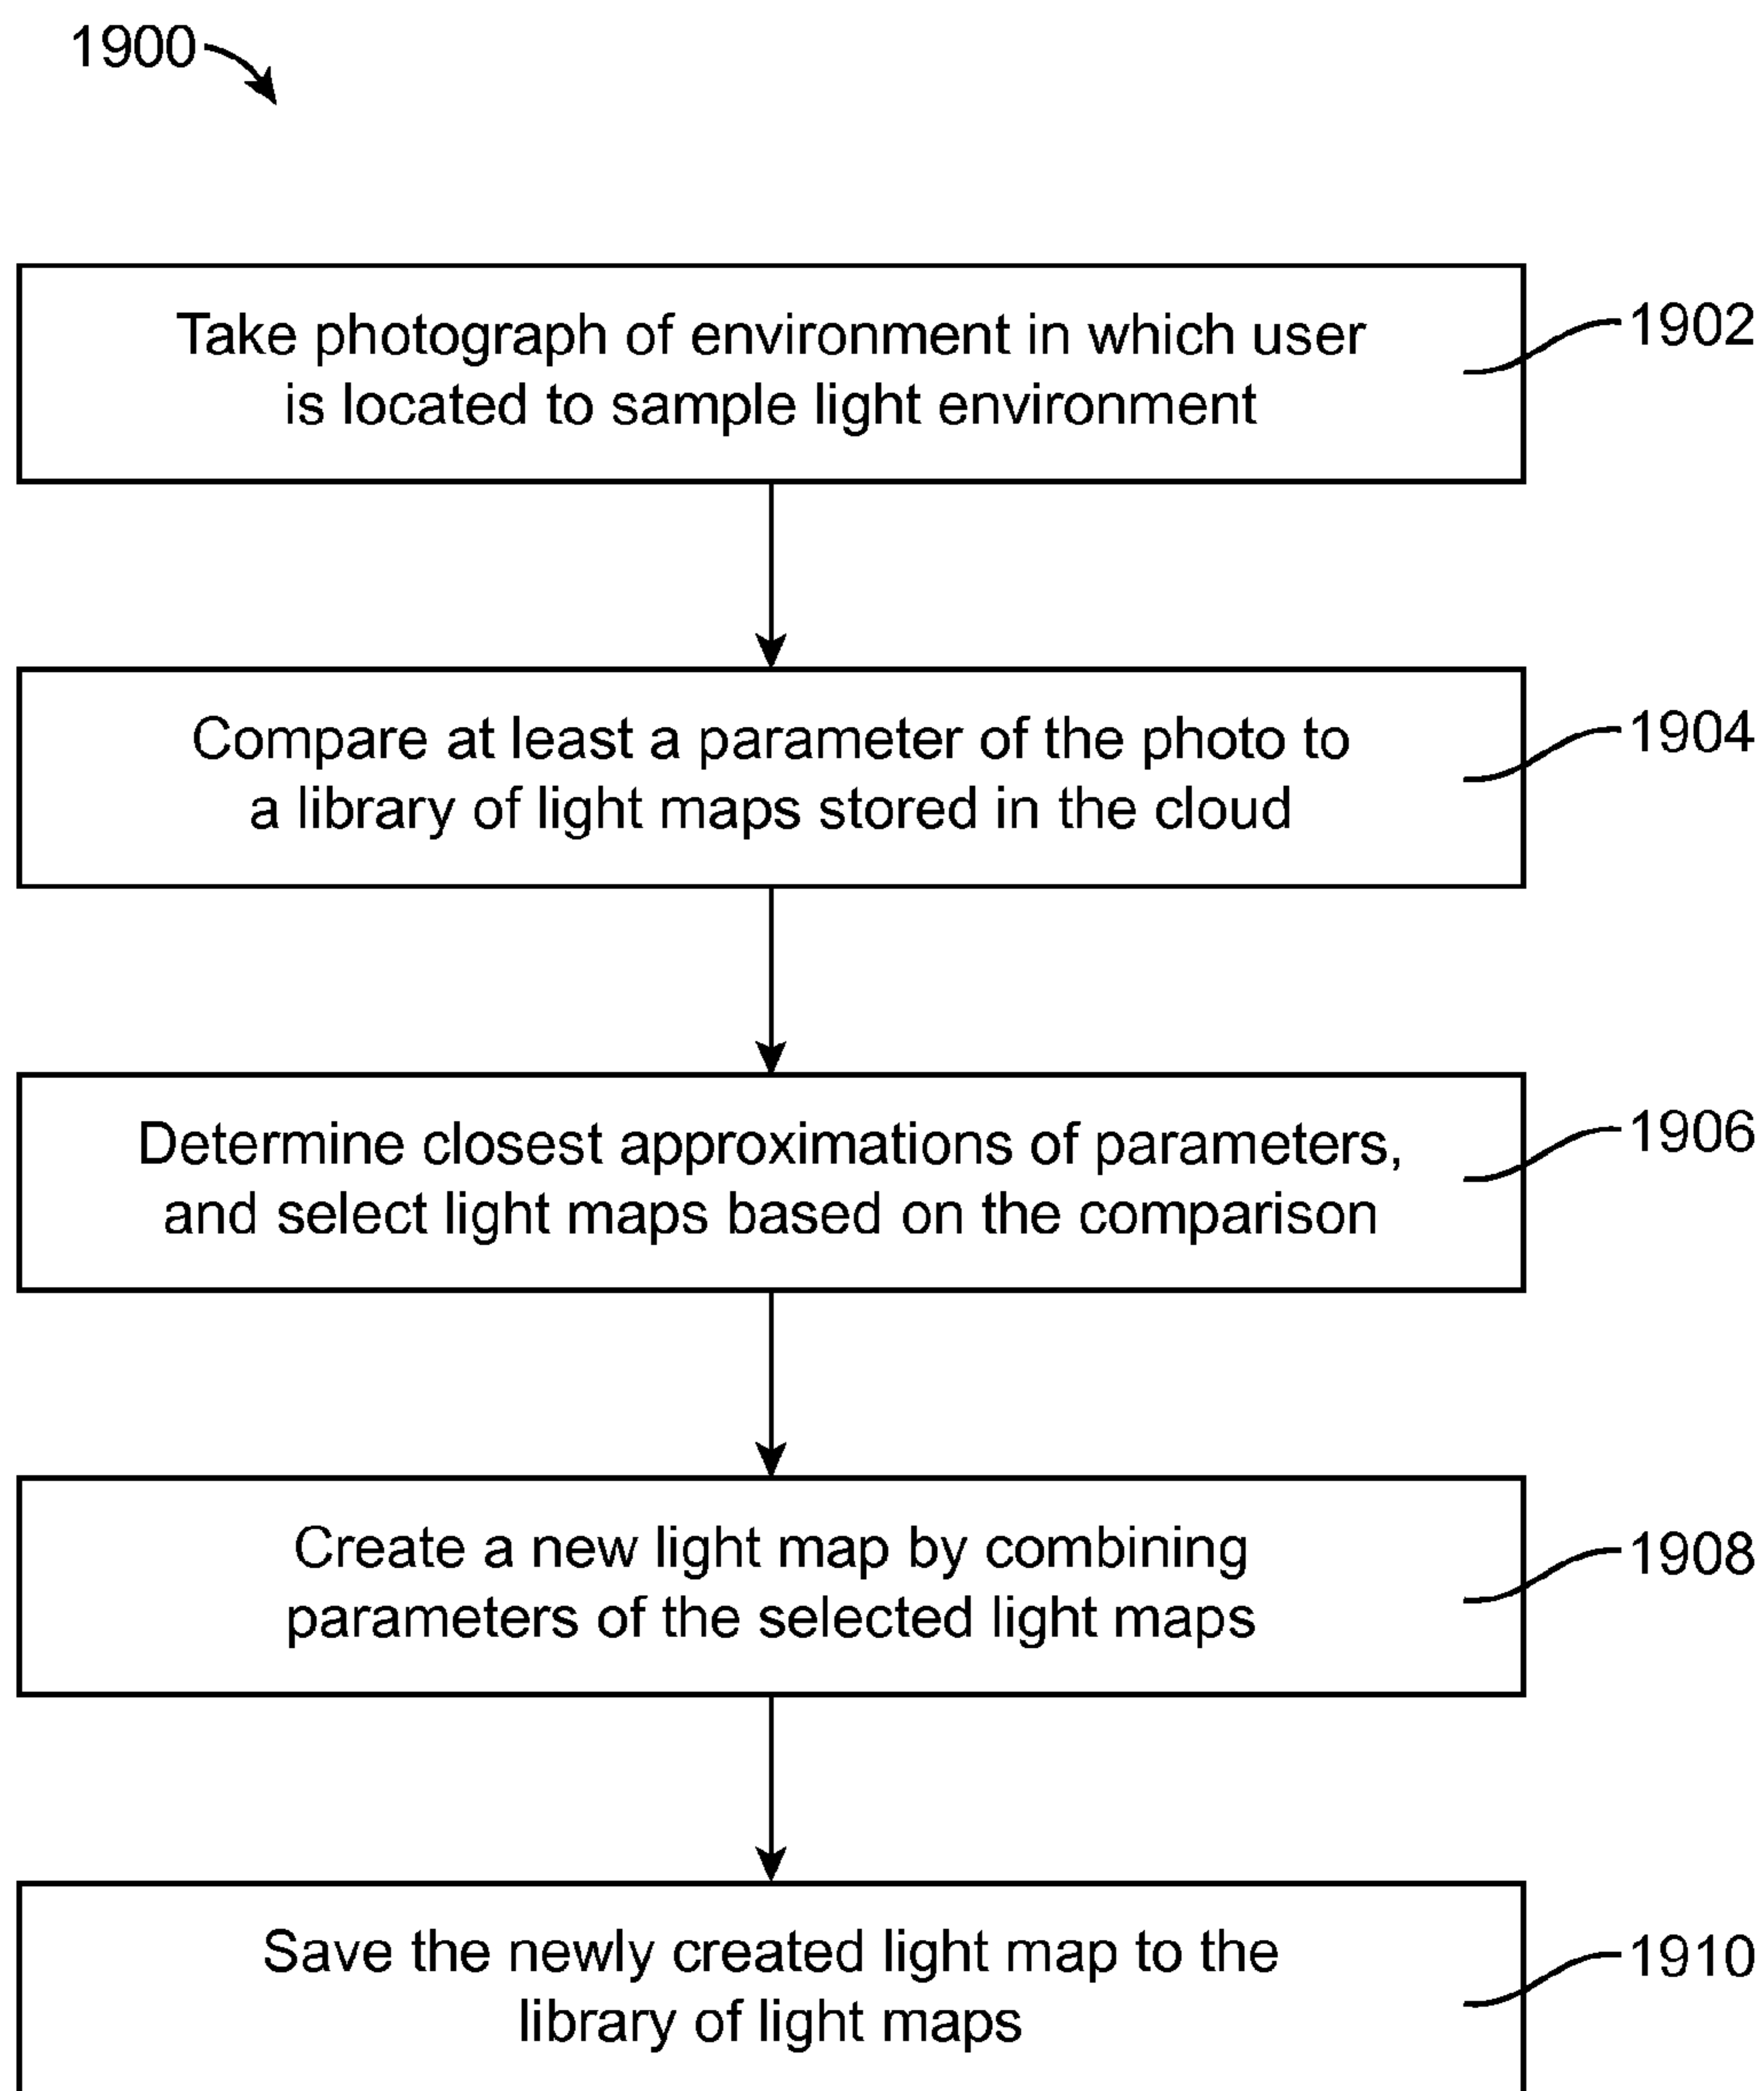 1900
Take photograph of environment in which user
is located to sample light environment
1902
Compare at least a parameter of the photo to
a library of light maps stored in the cloud
1904
Determine closest approximations of parameters,
and select light maps based on the comparison
1906
Create a new light map by combining
parameters of the selected light maps
1908
Save the newly created light map to the
library of light maps
1910